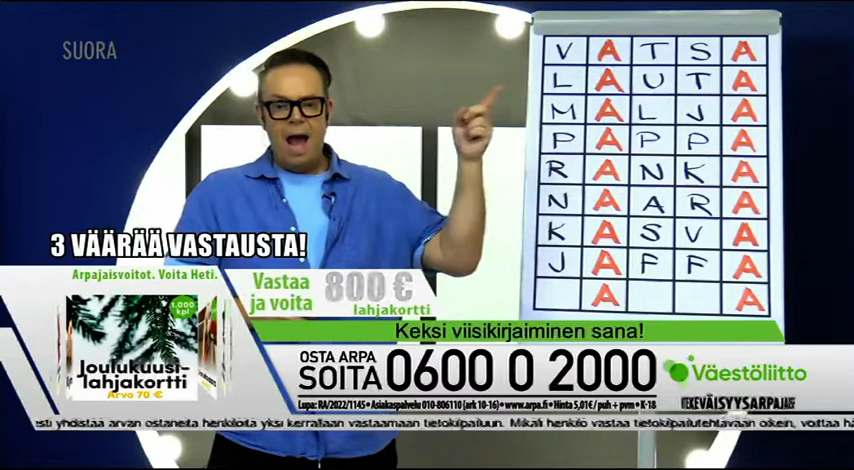 SUORA
V A T S A
L A U T A
M A L J A
P A P P A
R A N K A
N A A R A
K A S V A
J A F F A
A A
3 VÄÄRÄÄ VASTAUSTA!
Arpajaisvoitot. Voita Heti.
1.000 kpl
Joulukuusi-
lahjakortti
Arvo 70 €
Vastaa
ja voita
800 €
lahjakortti
Keksi viisikirjaiminen sana!
OSTA ARPA
SOITA 0600 0 2000
Väestöliitto
Lupa: RA/2022/1145 • Asiakaspalvelu 010-806110 (ark 10-16) • www.arpa.fi • Hinta 5,01€ / puh + pvm • K-18
esti yhdistää arvan ostaneita henkilöitä yksi kerrallaan vastaamaan tietokilpailuun. Mikäli henkilö vastaa tietokilpailutehtävään oikein, voittaa hä